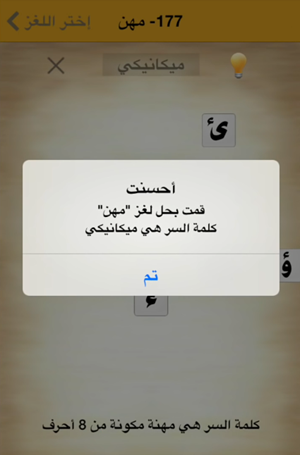 177- مهن
إختر اللغز
ميكانيكي
ئ
أحسنت
قمت بحل لغز "مهن"
كلمة السر هي ميكانيكي
تم
ؤ
ء
كلمة السر هي مهنة مكونة من 8 أحرف